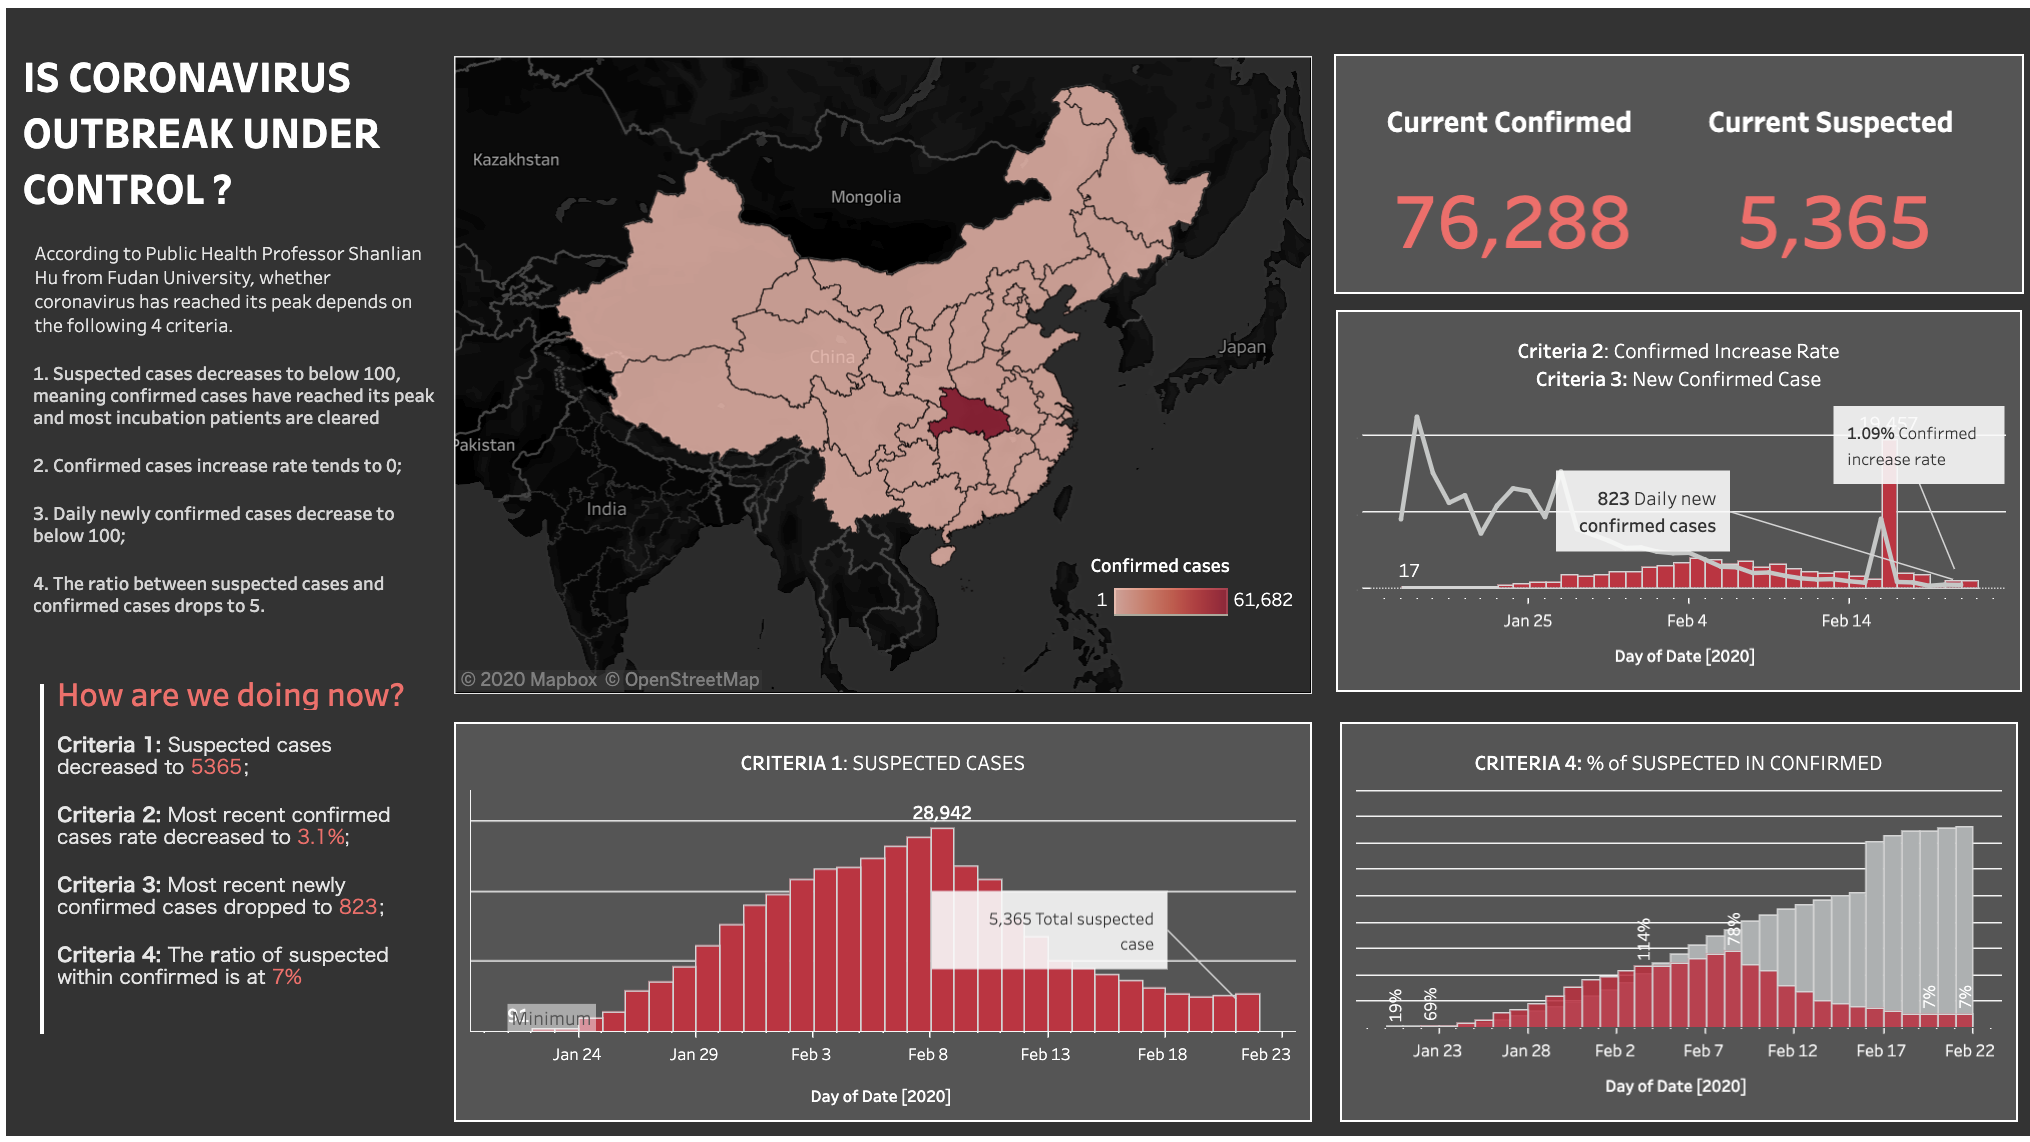 IS CORONAVIRUS
OUTBREAK UNDER
CONTROL ?
According to Public Health Professor Shanlian
Hu from Fudan University, whether
coronavirus has reached its peak depends on
the following 4 criteria.
1. Suspected cases decreases to below 100,
meaning confirmed cases have reached its peak
and most incubation patients are cleared
2. Confirmed cases increase rate tends to 0;
3. Daily newly confirmed cases decrease to
below 100;
4. The ratio between suspected cases and
confirmed cases drops to 5.
How are we doing now?
Criteria 1: Suspected cases
decreased to 5365;
Criteria 2: Most recent confirmed
cases rate decreased to 3.1%;
Criteria 3: Most recent newly
confirmed cases dropped to 823;
Criteria 4: The ratio of suspected
within confirmed is at 7%
Kazakhstan
Mongolia
China
Japan
Pakistan
India
Confirmed cases
1 61,682
© 2020 Mapbox © OpenStreetMap
Current Confirmed Current Suspected
76,288 5,365
Criteria 2: Confirmed Increase Rate
Criteria 3: New Confirmed Case
1.09% Confirmed
increase rate
823 Daily new
confirmed cases
17
Jan 25 Feb 4 Feb 14
Day of Date [2020]
CRITERIA 1: SUSPECTED CASES
28,942
5,365 Total suspected
case
Minimum
Jan 24 Jan 29 Feb 3 Feb 8 Feb 13 Feb 18 Feb 23
Day of Date [2020]
CRITERIA 4: % of SUSPECTED IN CONFIRMED
19% 69% 114% 78% 7% 7%
Jan 23 Jan 28 Feb 2 Feb 7 Feb 12 Feb 17 Feb 22
Day of Date [2020]